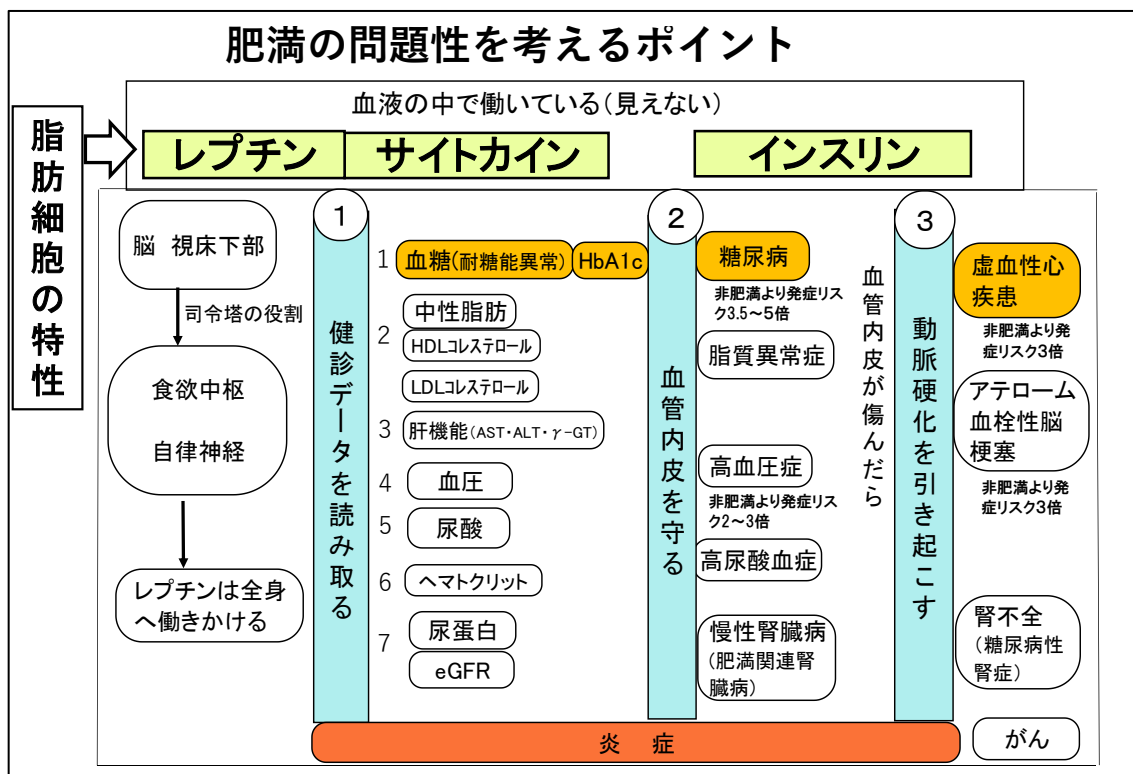 肥満の問題性を考えるポイント
脂肪細胞の特性
血液の中で働いている(見えない)
レプチン
サイトカイン
インスリン
脳 視床下部
司令塔の役割
食欲中枢
自律神経
レプチンは全身
へ働きかける
1
健診データを読み取る
1 血糖(耐糖能異常) HbA1c
2 中性脂肪
HDLコレステロール
LDLコレステロール
3 肝機能(AST・ALT・γ-GT)
4 血圧
5 尿酸
6 ヘマトクリット
7 尿蛋白
eGFR
2
血管内皮を守る
糖尿病
非肥満より発症リス
ク3.5~5倍
脂質異常症
高血圧症
非肥満より発症リス
ク2~3倍
高尿酸血症
慢性腎臓病
(肥満関連腎
臓病)
血管内皮が傷んだら
3
動脈硬化を引き起こす
虚血性心
疾患
非肥満より発
症リスク3倍
アテローム
血栓性脳
梗塞
非肥満より発
症リスク3倍
腎不全
(糖尿病性
腎症)
がん
炎 症